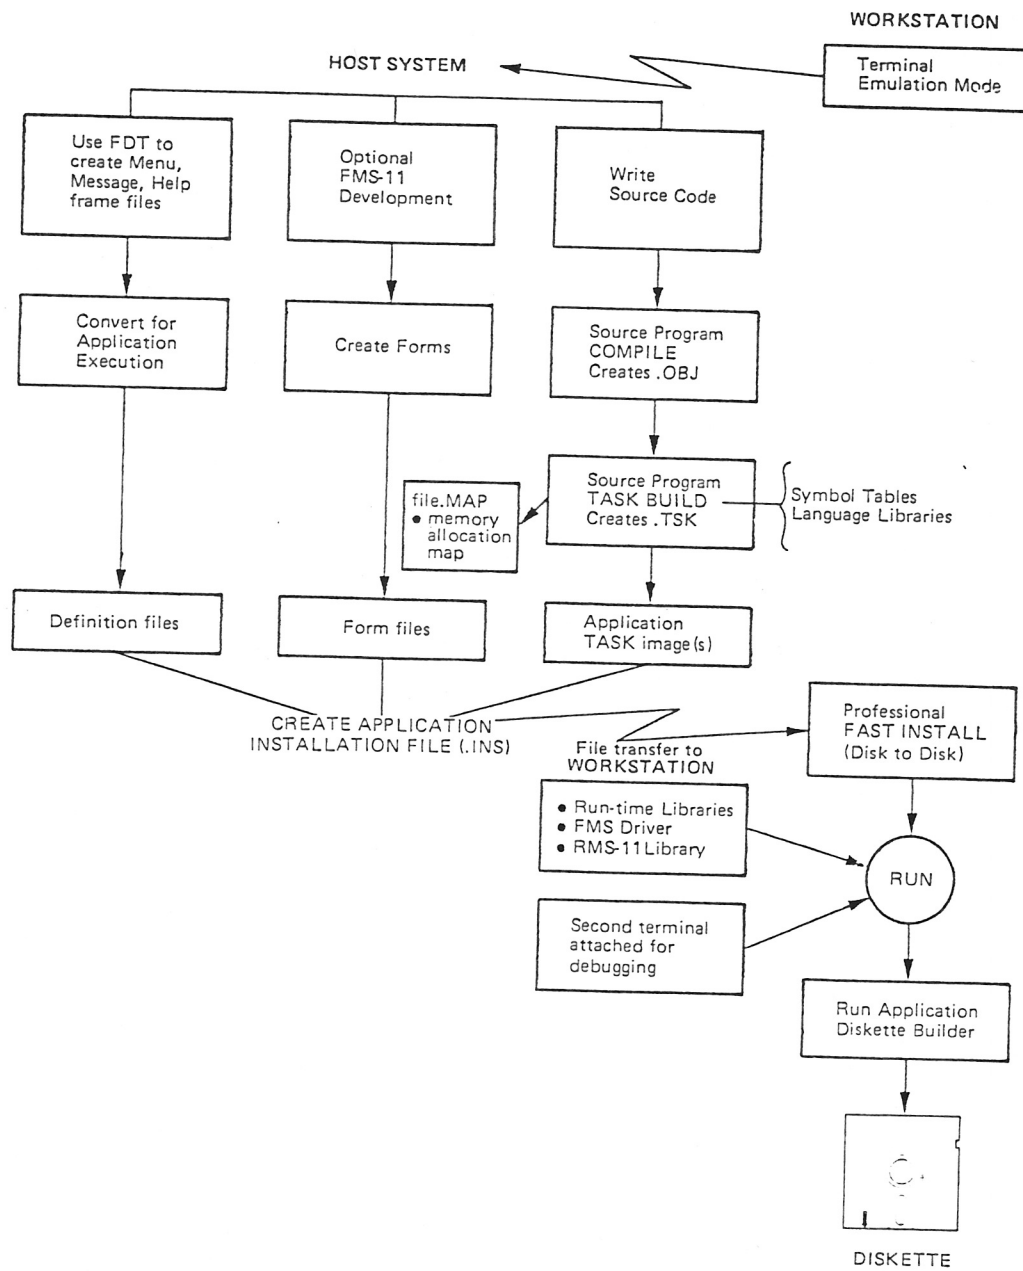 WORKSTATION
Terminal
Emulation Mode
HOST SYSTEM
Use FDT to
create Menu,
Message, Help
frame files
Optional
FMS-11
Development
Write
Source Code
Convert for
Application
Execution
Create Forms
Source Program
COMPILE
Creates .OBJ
file.MAP
● memory
allocation
map
Source Program
TASK BUILD
Creates .TSK
Symbol Tables
Language Libraries
Definition files
Form files
Application
TASK image(s)
CREATE APPLICATION
INSTALLATION FILE (.INS)
File transfer to
WORKSTATION
Professional
FAST INSTALL
(Disk to Disk)
● Run-time Libraries
● FMS Driver
● RMS-11 Library
RUN
Second terminal
attached for
debugging
Run Application
Diskette Builder
DISKETTE